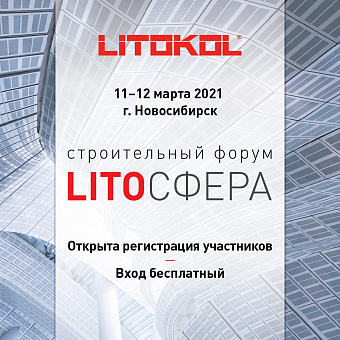 LITOKOL®
11–12 марта 2021
г. Новосибирск
строительный форум
LITOСФЕРА
Открыта регистрация участников
—
Вход бесплатный